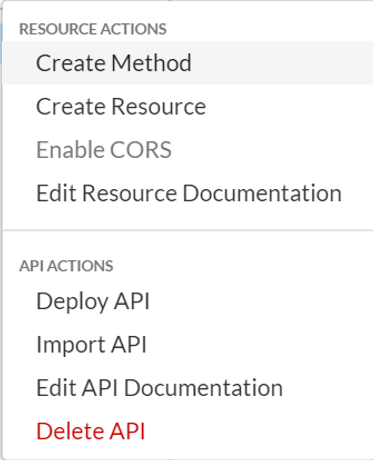 RESOURCE ACTIONS
Create Method
Create Resource
Enable CORS
Edit Resource Documentation
API ACTIONS
Deploy API
Import API
Edit API Documentation
Delete API